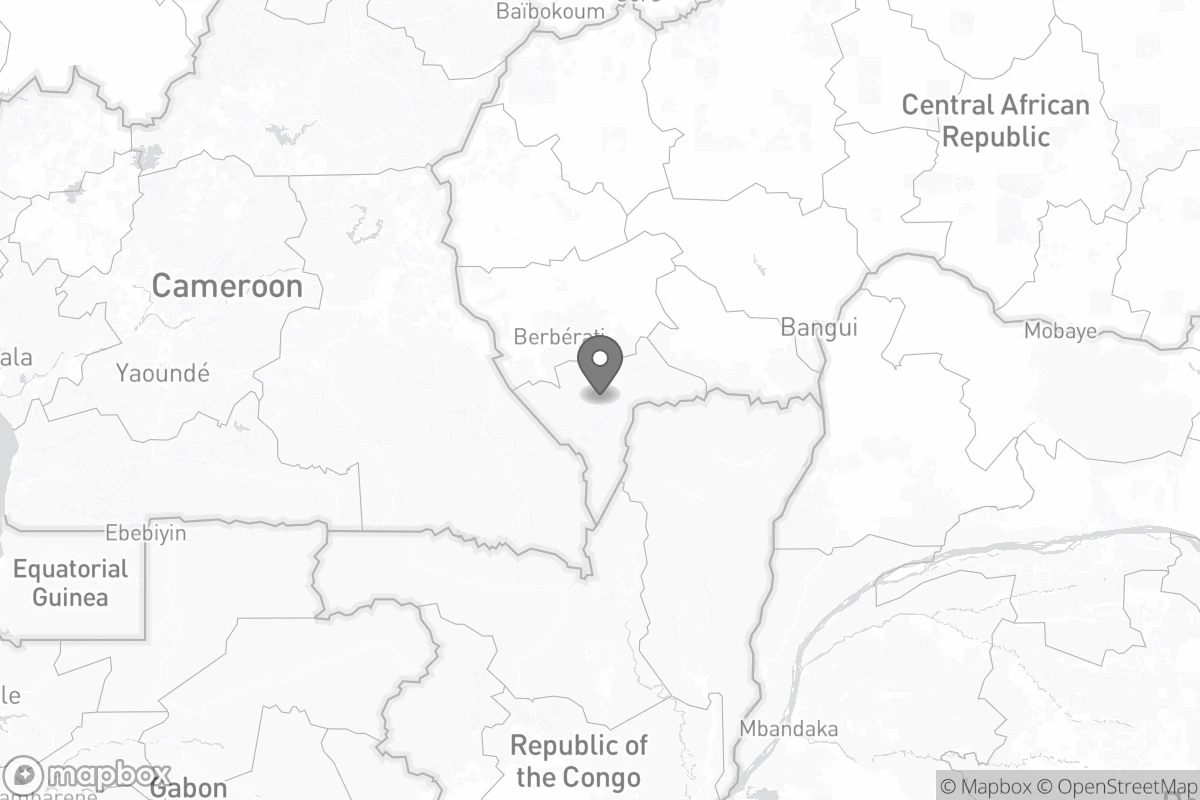 Baïbokoum
Central African
Republic
Cameroon
Berbérati
Bangui
Mobaye
ala
Yaoundé
Ebebiyin
Equatorial
Guinea
le
Mbandaka
Republic of
the Congo
mapbox
Gabon
© Mapbox © OpenStreetMap